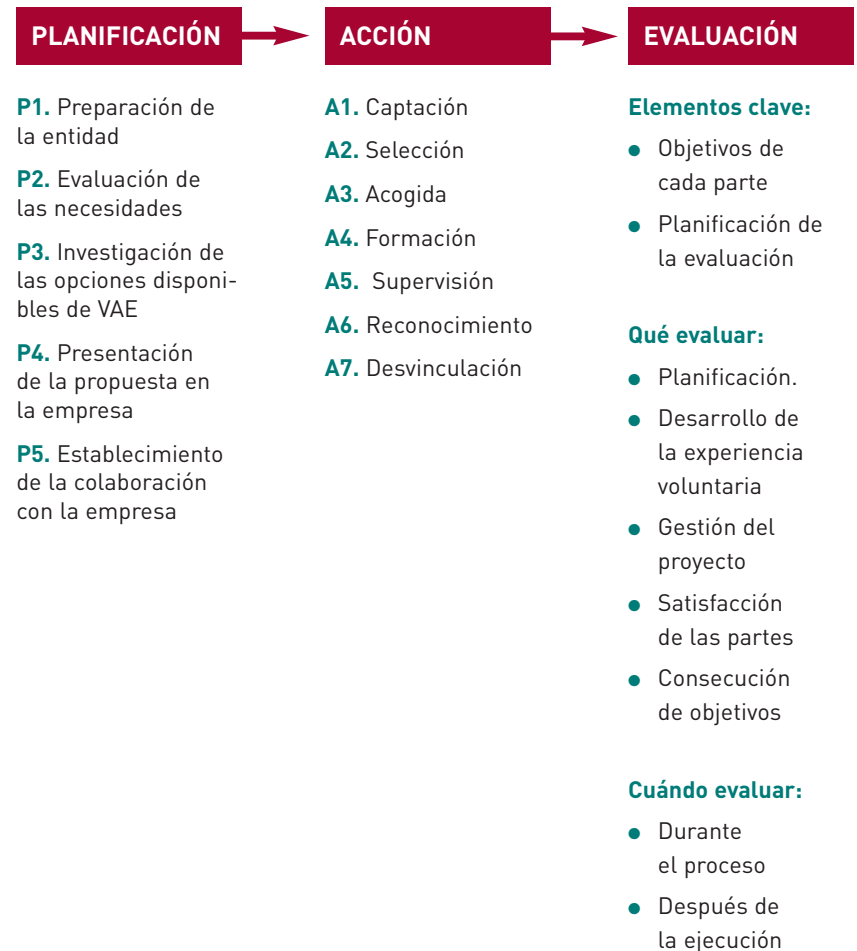 PLANIFICACIÓN
P1. Preparación de
la entidad
P2. Evaluación de
las necesidades
P3. Investigación de
las opciones disponi-
bles de VAE
P4. Presentación
de la propuesta en
la empresa
P5. Establecimiento
de la colaboración
con la empresa
ACCIÓN
A1. Captación
A2. Selección
A3. Acogida
A4. Formación
A5. Supervisión
A6. Reconocimiento
A7. Desvinculación
EVALUACIÓN
Elementos clave:
● Objetivos de
cada parte
● Planificación de
la evaluación
Qué evaluar:
● Planificación.
● Desarrollo de
la experiencia
voluntaria
● Gestión del
proyecto
● Satisfacción
de las partes
● Consecución
de objetivos
Cuándo evaluar:
● Durante
el proceso
● Después de
la ejecución